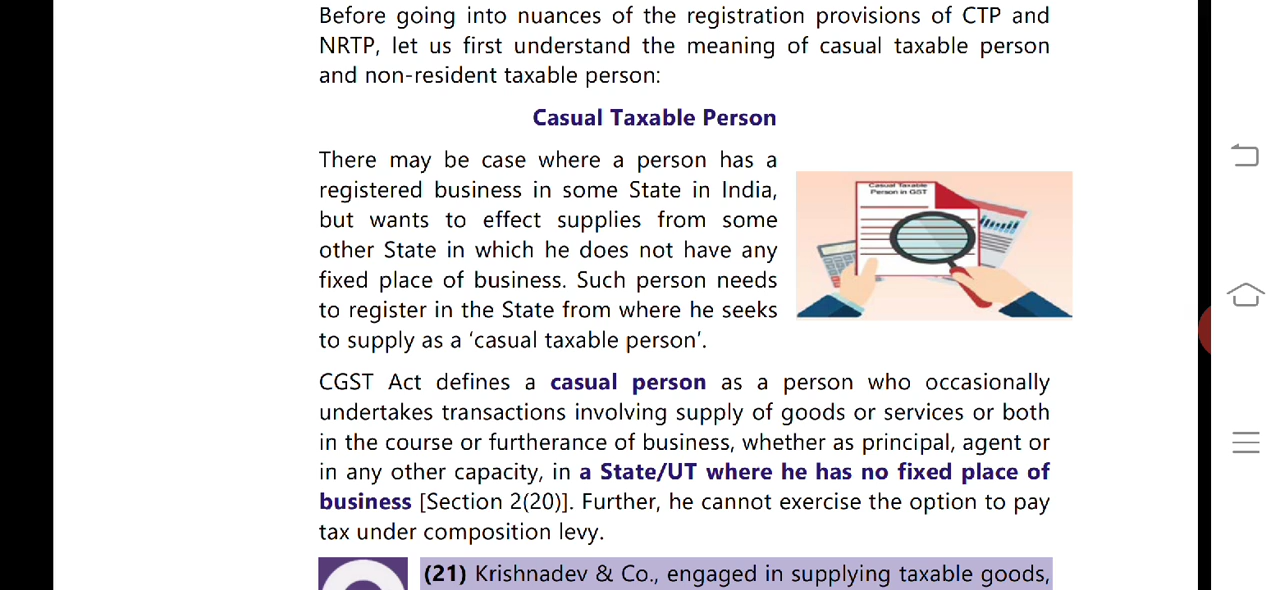 Before going into nuances of the registration provisions of CTP and
NRTP, let us first understand the meaning of casual taxable person
and non-resident taxable person:
Casual Taxable Person
There may be case where a person has a
registered business in some State in India,
but wants to effect supplies from some
other State in which he does not have any
fixed place of business. Such person needs
to register in the State from where he seeks
to supply as a ‘casual taxable person’.
Casual Taxable
Person in GST
CGST Act defines a casual person as a person who occasionally
undertakes transactions involving supply of goods or services or both
in the course or furtherance of business, whether as principal, agent or
in any other capacity, in a State/UT where he has no fixed place of
business [Section 2(20)]. Further, he cannot exercise the option to pay
tax under composition levy.
(21) Krishnadev & Co., engaged in supplying taxable goods,